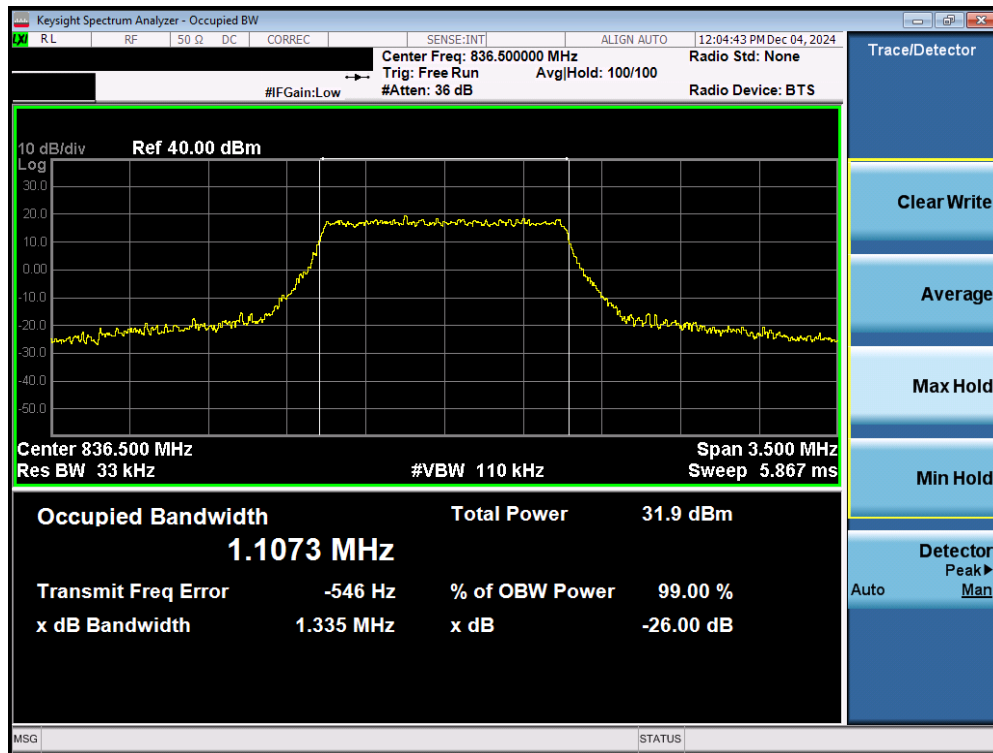 Keysight Spectrum Analyzer - Occupied BW
LXI RL RF 50 Ω DC CORREC SENSE:INT ALIGN AUTO 12:04:43 PM Dec 04, 2024
Center Freq: 836.500000 MHz Radio Std: None
Trig: Free Run Avg|Hold: 100/100
#IFGain:Low #Atten: 36 dB Radio Device: BTS
10 dB/div Ref 40.00 dBm
Log
30.0
20.0
10.0
0.00
-10.0
-20.0
-30.0
-40.0
-50.0
Center 836.500 MHz Span 3.500 MHz
Res BW 33 kHz #VBW 110 kHz Sweep 5.867 ms
Occupied Bandwidth Total Power 31.9 dBm
1.1073 MHz
Transmit Freq Error -546 Hz % of OBW Power 99.00 %
x dB Bandwidth 1.335 MHz x dB -26.00 dB
MSG STATUS
Trace/Detector
Clear Write
Average
Max Hold
Min Hold
Detector
Peak▶
Auto Man